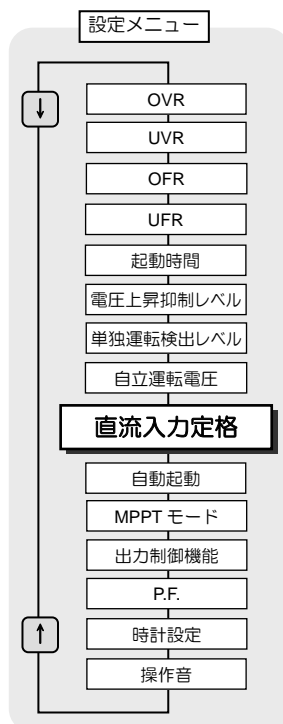 設定メニュー
↓
OVR
UVR
OFR
UFR
起動時間
電圧上昇抑制レベル
単独運転検出レベル
自立運転電圧
直流入力定格
自動起動
MPPT モード
出力制御機能
P.F.
↑
時計設定
操作音